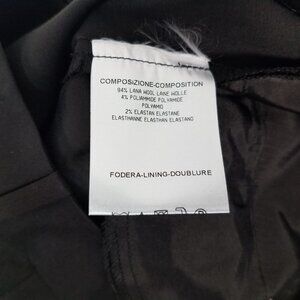 COMPOSIZIONE-COMPOSITION
94% LANA WOOL LAINE WOLLE
4% POLIAMMIDE POLYAMIDE
POLYAMID
2% ELASTAN ELASTANE
ELASTHANNE ELASTHAN ELASTANO
FODERA-LINING-DOUBLURE